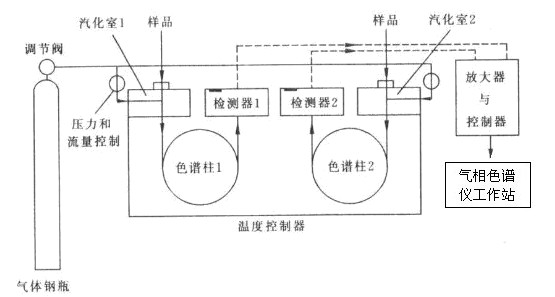 汽化室1
样品
样品
汽化室2
调节阀
压力和
流量控制
检测器1
检测器2
放大器
与
控制器
色谱柱1
色谱柱2
气相色谱
仪工作站
温度控制器
气体钢瓶